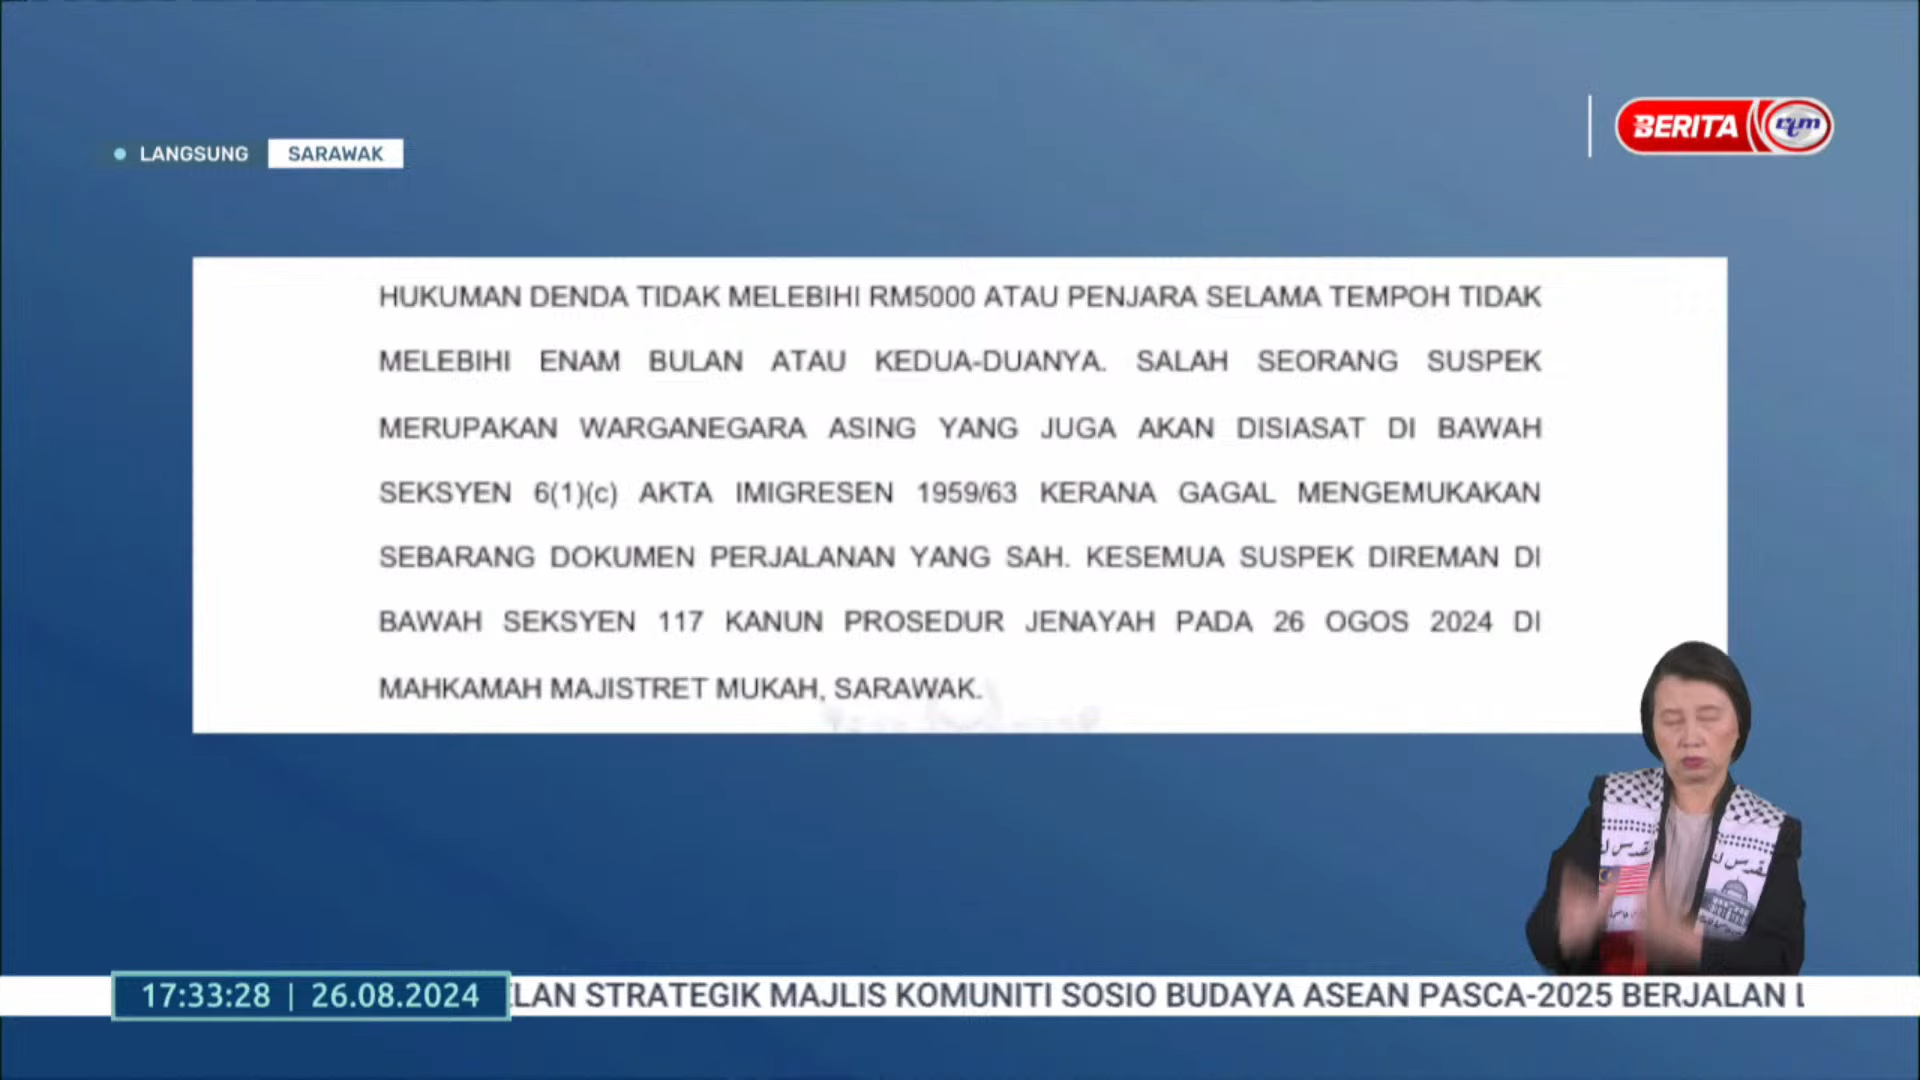 LANGSUNG SARAWAK
BERITA rtm
HUKUMAN DENDA TIDAK MELEBIHI RM5000 ATAU PENJARA SELAMA TEMPOH TIDAK
MELEBIHI ENAM BULAN ATAU KEDUA-DUANYA. SALAH SEORANG SUSPEK
MERUPAKAN WARGANEGARA ASING YANG JUGA AKAN DISIASAT DI BAWAH
SEKSYEN 6(1)(c) AKTA IMIGRESEN 1959/63 KERANA GAGAL MENGEMUKAKAN
SEBARANG DOKUMEN PERJALANAN YANG SAH. KESEMUA SUSPEK DIREMAN DI
BAWAH SEKSYEN 117 KANUN PROSEDUR JENAYAH PADA 26 OGOS 2024 DI
MAHKAMAH MAJISTRET MUKAH, SARAWAK.
17:33:28 | 26.08.2024
ELAN STRATEGIK MAJLIS KOMUNITI SOSIO BUDAYA ASEAN PASCA-2025 BERJALAN